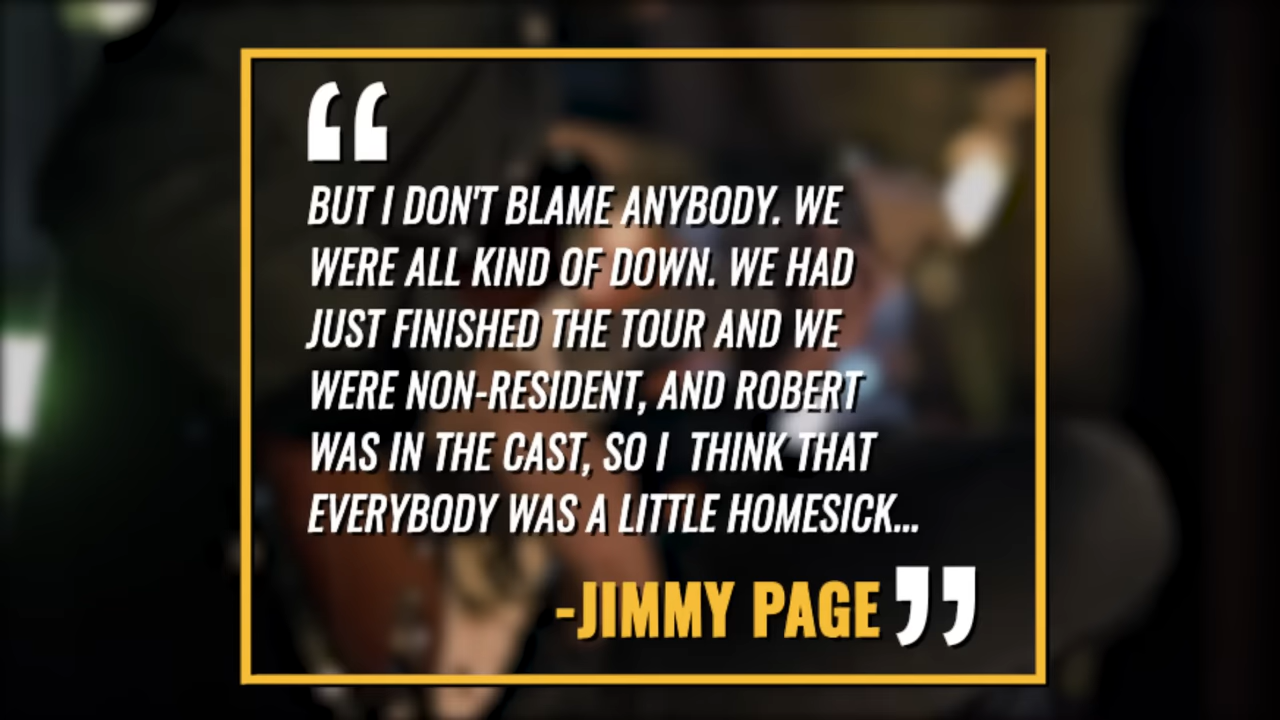 “
BUT I DON'T BLAME ANYBODY. WE
WERE ALL KIND OF DOWN. WE HAD
JUST FINISHED THE TOUR AND WE
WERE NON-RESIDENT, AND ROBERT
WAS IN THE CAST, SO I  THINK THAT
EVERYBODY WAS A LITTLE HOMESICK...
-JIMMY PAGE ”